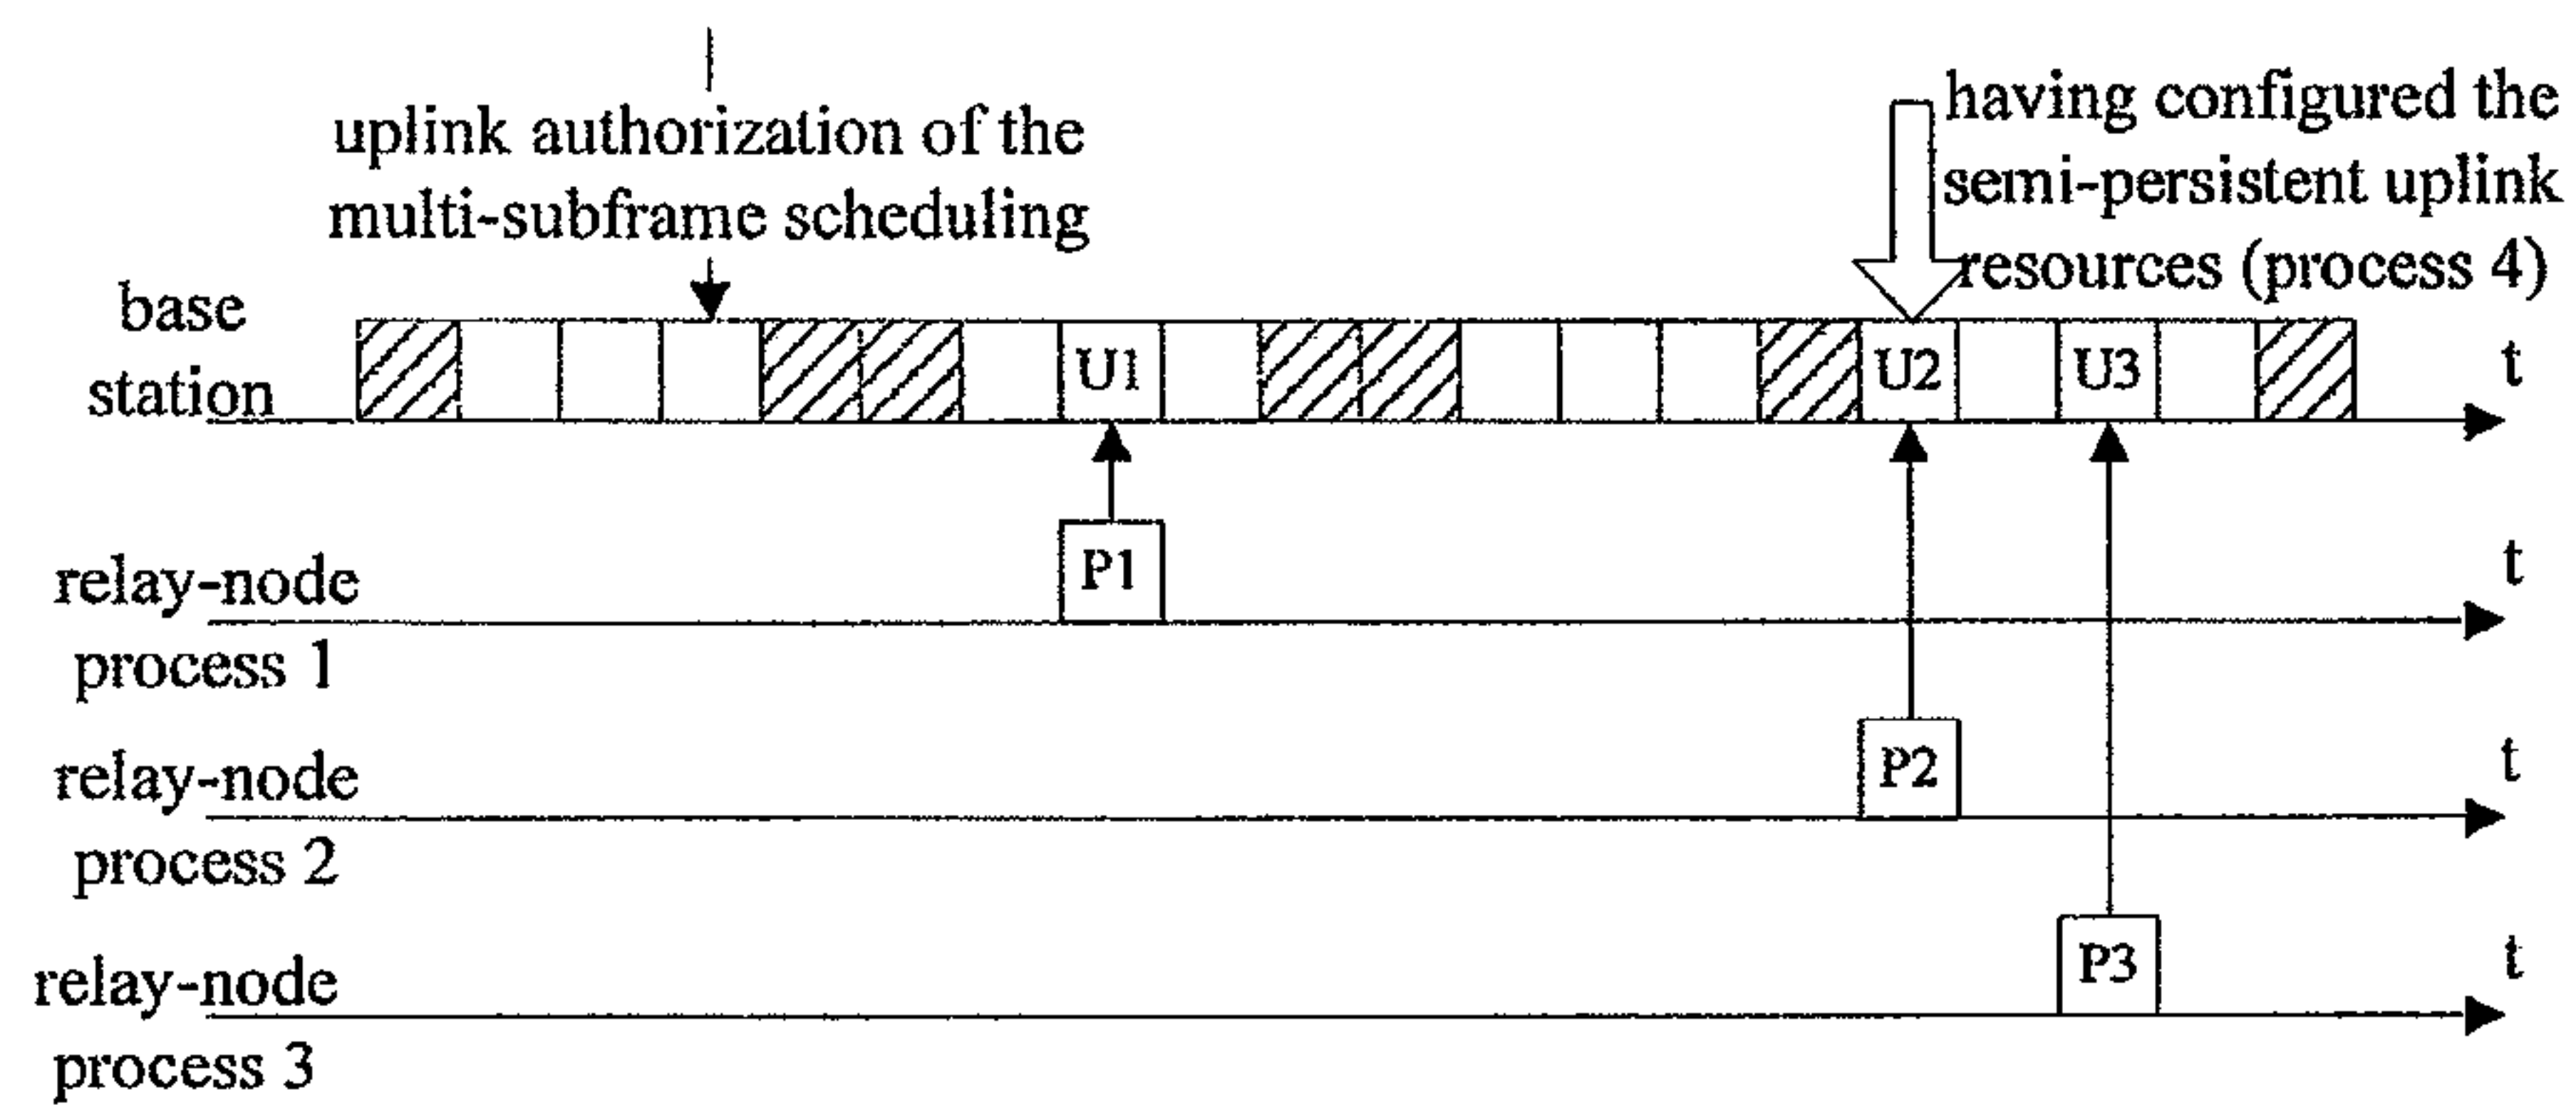 uplink authorization of the
multi-subframe scheduling
having configured the
semi-persistent uplink
resources (process 4)
base
station
U1
U2
U3
t
relay-node
process 1
P1
t
relay-node
process 2
P2
t
relay-node
process 3
P3
t